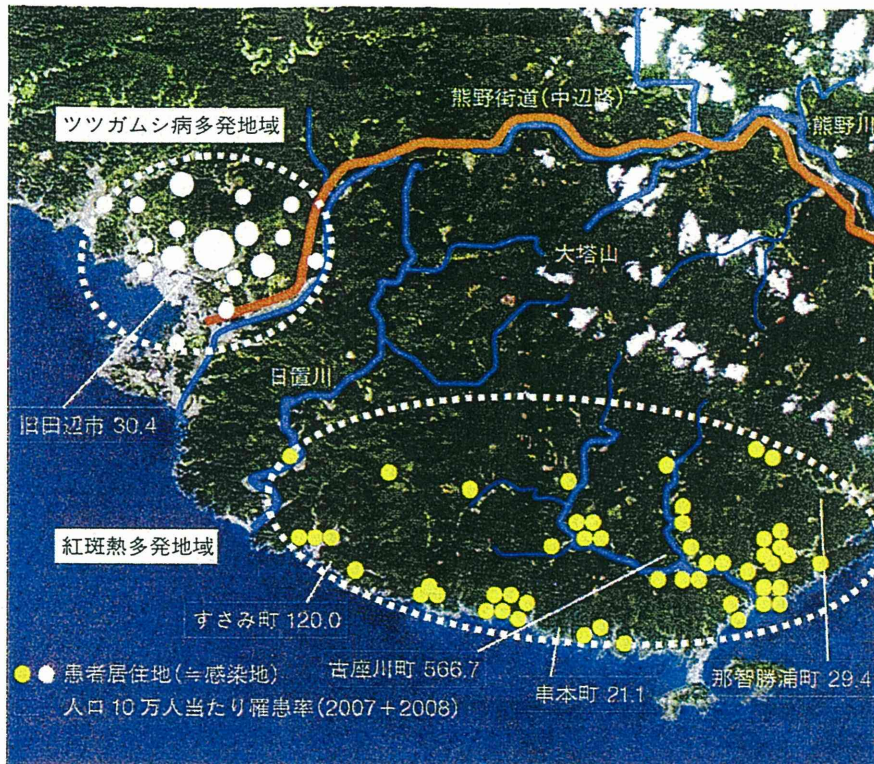 熊野街道(中辺路)
熊野川
ツツガムシ病多発地域
大塔山
日置川
旧田辺市 30.4
紅斑熱多発地域
すさみ町 120.0
古座川町 566.7
串本町 21.1
那智勝浦町 29.4
患者居住地(≒感染地)
人口10万人当たり罹患率(2007+2008)